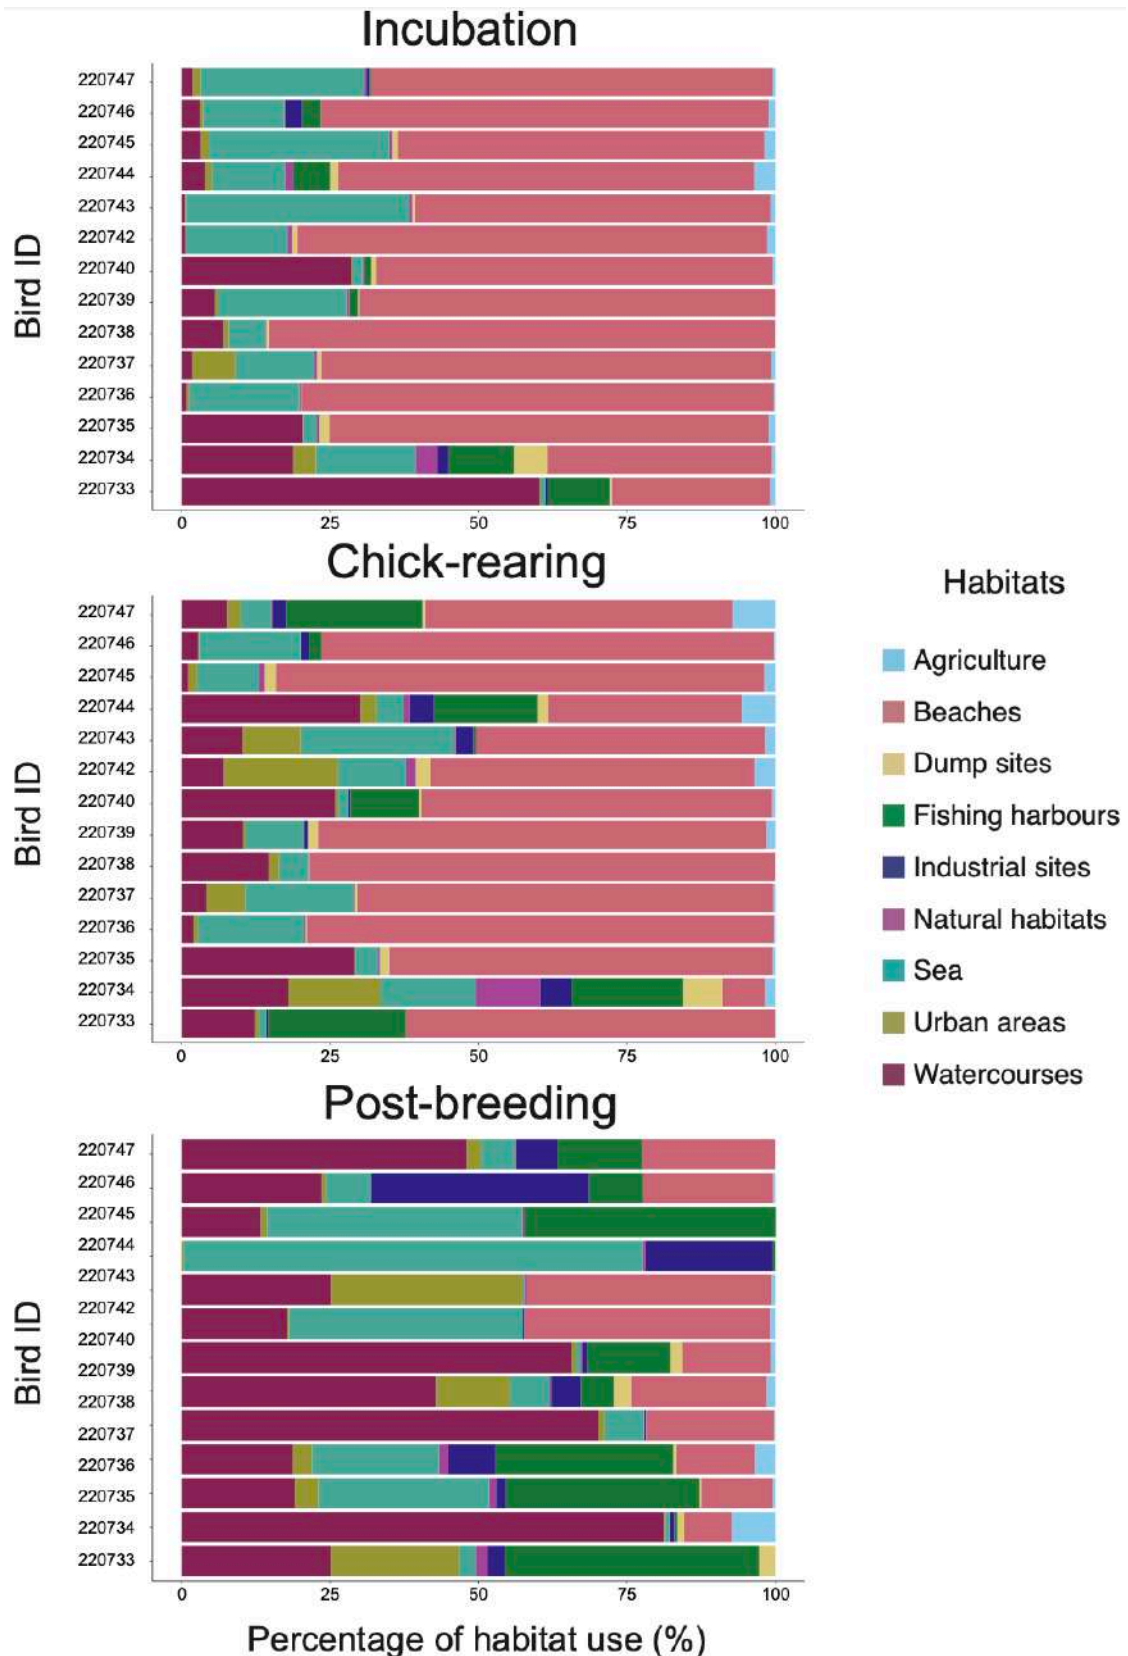 Incubation
220747
220746
220745
220744
220743
220742
220740
220739
220738
220737
220736
220735
220734
220733
Bird ID
0 25 50 75 100
Chick-rearing
220747
220746
220745
220744
220743
220742
220740
220739
220738
220737
220736
220735
220734
220733
Bird ID
0 25 50 75 100
Habitats
Agriculture
Beaches
Dump sites
Fishing harbours
Industrial sites
Natural habitats
Sea
Urban areas
Watercourses
Post-breeding
220747
220746
220745
220744
220743
220742
220740
220739
220738
220737
220736
220735
220734
220733
Bird ID
0 25 50 75 100
Percentage of habitat use (%)